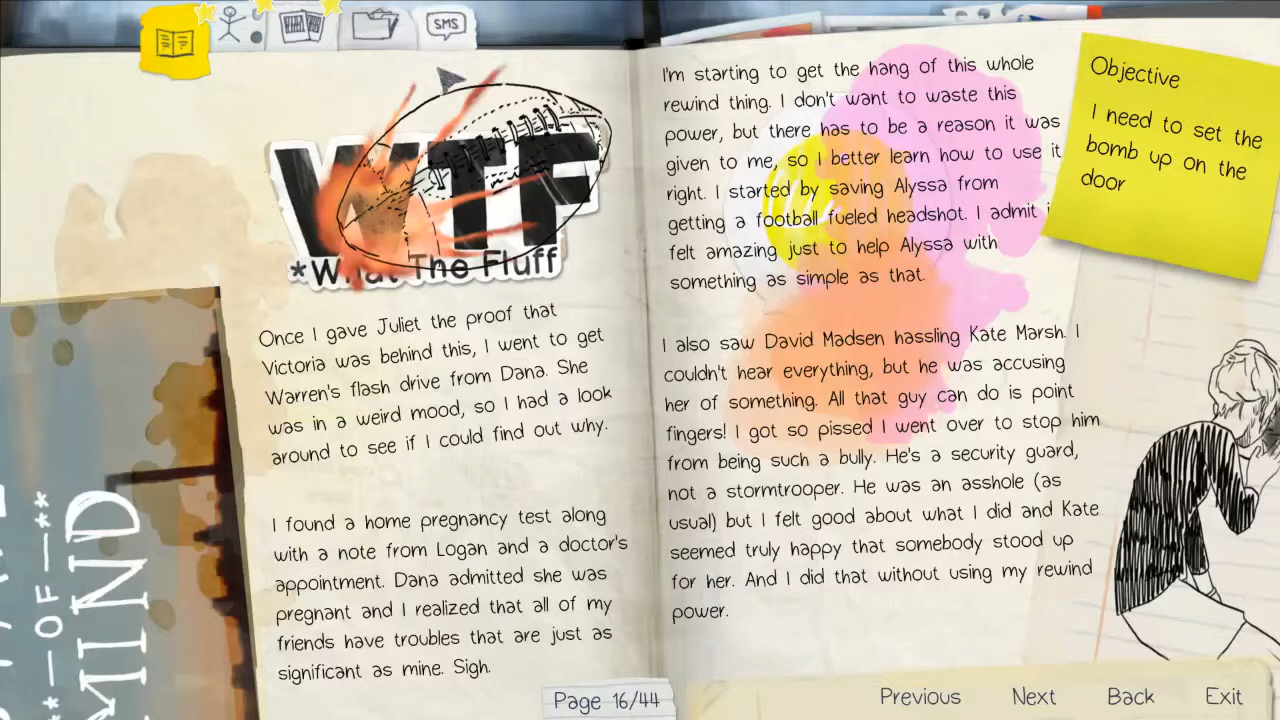 SMS
WTF
*What The Fluff
Once I gave Juliet the proof that
Victoria was behind this, I went to get
Warren's flash drive from Dana. She
was in a weird mood, so I had a look
around to see if I could find out why.
I found a home pregnancy test along
with a note from Logan and a doctor's
appointment. Dana admitted she was
pregnant and I realized that all of my
friends have troubles that are just as
significant as mine. Sigh.
OF
MIND
I'm starting to get the hang of this whole
rewind thing. I don't want to waste this
power, but there has to be a reason it was
given to me, so I better learn how to use it
right. I started by saving Alyssa from
getting a football fueled headshot. I admit
felt amazing just to help Alyssa with
something as simple as that.
I also saw David Madsen hassling Kate Marsh. I
couldn't hear everything, but he was accusing
her of something. All that guy can do is point
fingers! I got so pissed I went over to stop him
from being such a bully. He's a security guard,
not a stormtrooper. He was an asshole (as
usual) but I felt good about what I did and Kate
seemed truly happy that somebody stood up
for her. And I did that without using my rewind
power.
Objective
I need to set the
bomb up on the
door
Page 16/44
Previous Next Back Exit